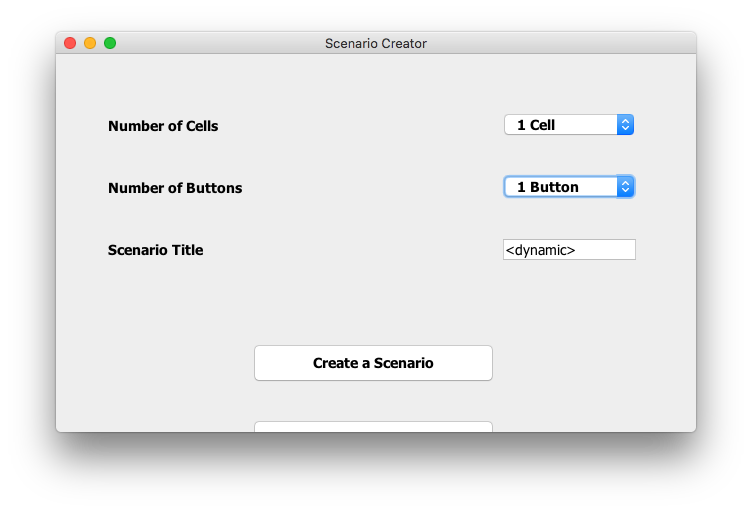 Scenario Creator
Number of Cells 1 Cell
Number of Buttons 1 Button
Scenario Title <dynamic>
Create a Scenario